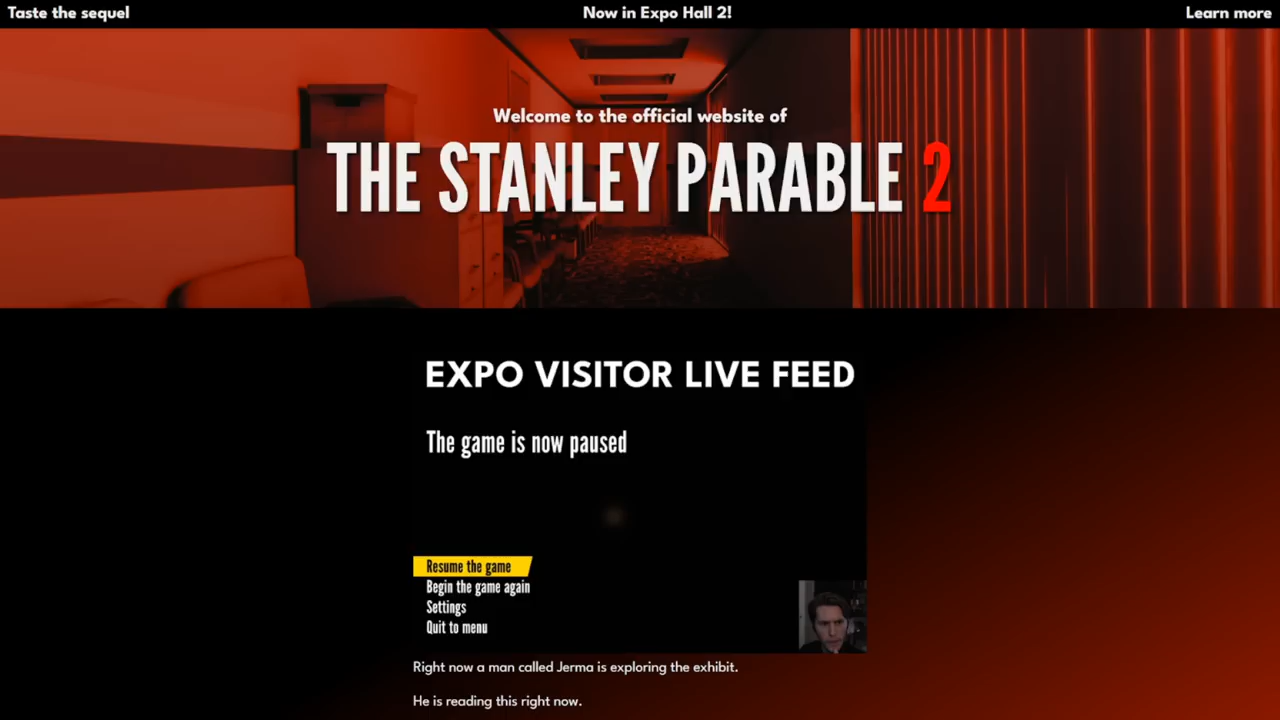 Taste the sequel
Now in Expo Hall 2!
Learn more
Welcome to the official website of
THE STANLEY PARABLE 2
EXPO VISITOR LIVE FEED
The game is now paused
Resume the game
Begin the game again
Settings
Quit to menu
Right now a man called Jerma is exploring the exhibit.
He is reading this right now.